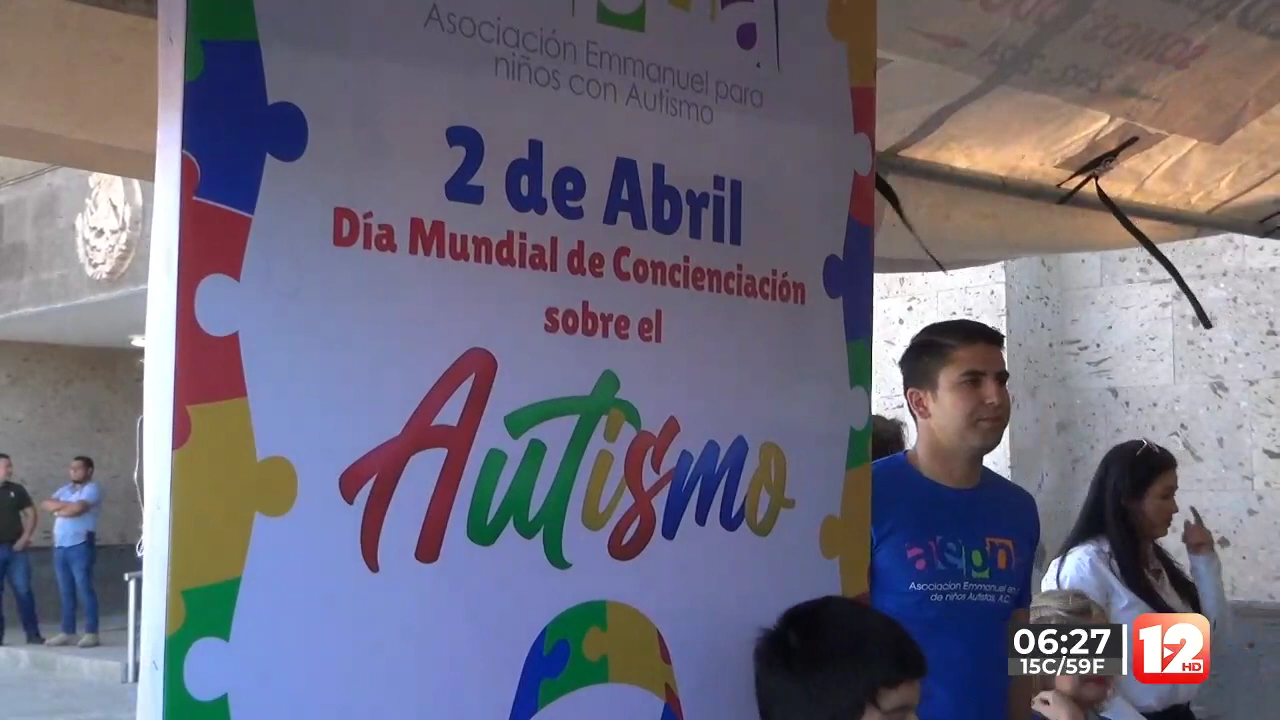 Asociación Emmanuel para
niños con Autismo
2 de Abril
Día Mundial de Concienciación
sobre el
Autismo
Asociacion Emmanuel
de niños Autistas, A.C.
06:27
15C/59F
12
HD